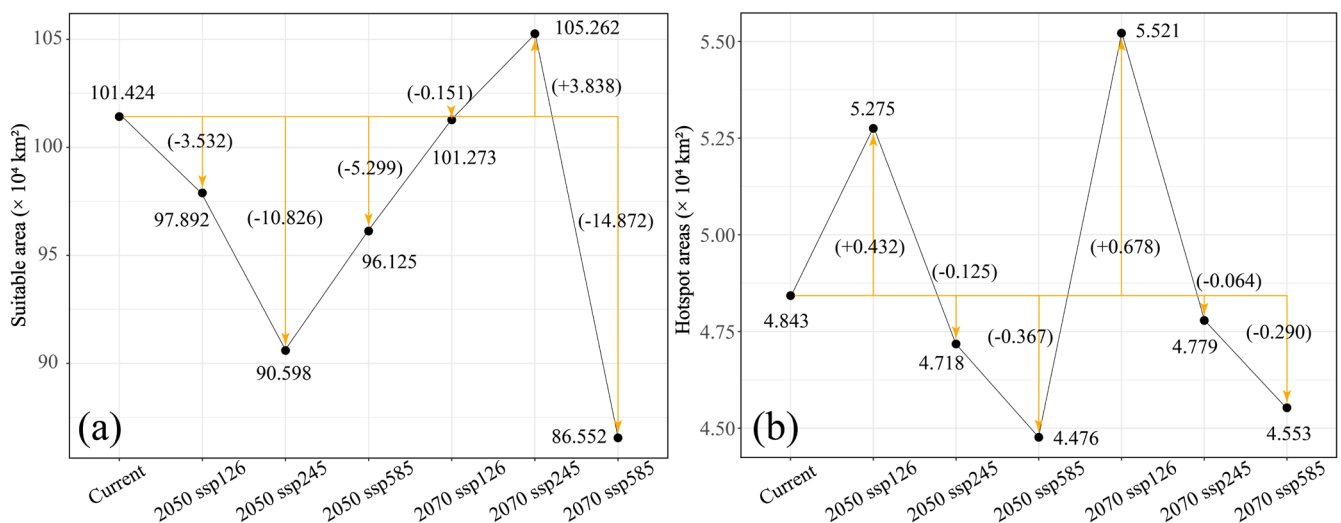 Suitable area (× 10⁴ km²)
105
100
95
90
101.424
(-3.532)
97.892
(-10.826)
90.598
(-5.299)
96.125
(-0.151)
101.273
105.262
(+3.838)
(-14.872)
86.552
(a)
Current
2050 ssp126
2050 ssp245
2050 ssp585
2070 ssp126
2070 ssp245
2070 ssp585
Hotspot areas (× 10⁴ km²)
5.50
5.25
5.00
4.75
4.50
4.843
5.275
(+0.432)
(-0.125)
4.718
(-0.367)
4.476
5.521
(+0.678)
(-0.064)
4.779
(-0.290)
4.553
(b)
Current
2050 ssp126
2050 ssp245
2050 ssp585
2070 ssp126
2070 ssp245
2070 ssp585